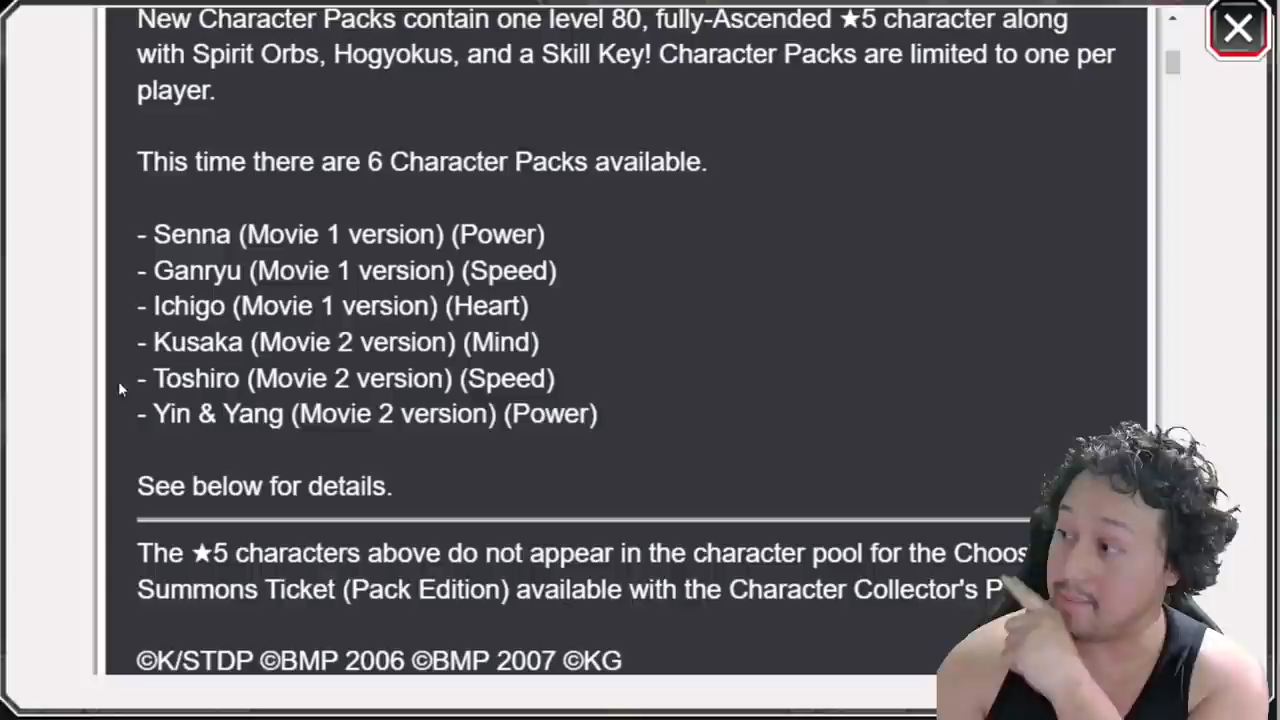 New Character Packs contain one level 80, fully-Ascended ★5 character along
with Spirit Orbs, Hogyokus, and a Skill Key! Character Packs are limited to one per
player.
This time there are 6 Character Packs available.
- Senna (Movie 1 version) (Power)
- Ganryu (Movie 1 version) (Speed)
- Ichigo (Movie 1 version) (Heart)
- Kusaka (Movie 2 version) (Mind)
- Toshiro (Movie 2 version) (Speed)
- Yin & Yang (Movie 2 version) (Power)
See below for details.
The ★5 characters above do not appear in the character pool for the Choos
Summons Ticket (Pack Edition) available with the Character Collector's P
©K/STDP ©BMP 2006 ©BMP 2007 ©KG